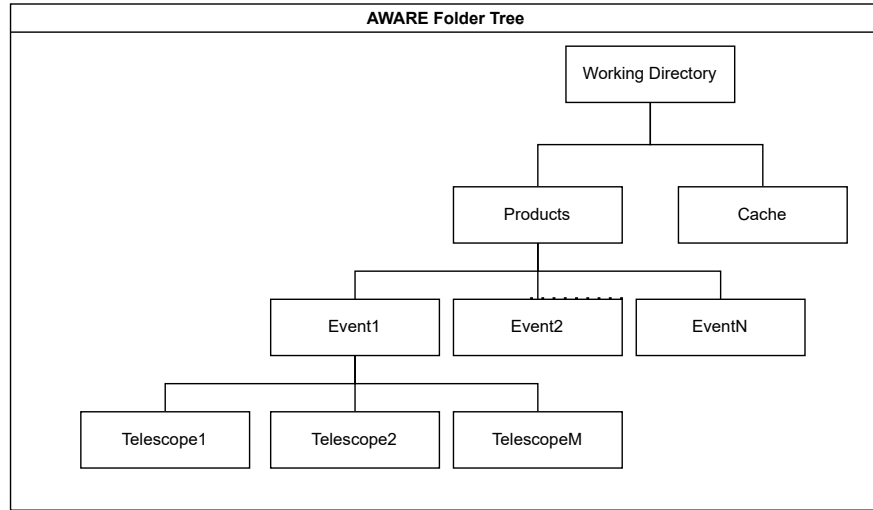 AWARE Folder Tree
Working Directory
Products
Cache
Event1
Event2
EventN
Telescope1
Telescope2
TelescopeM